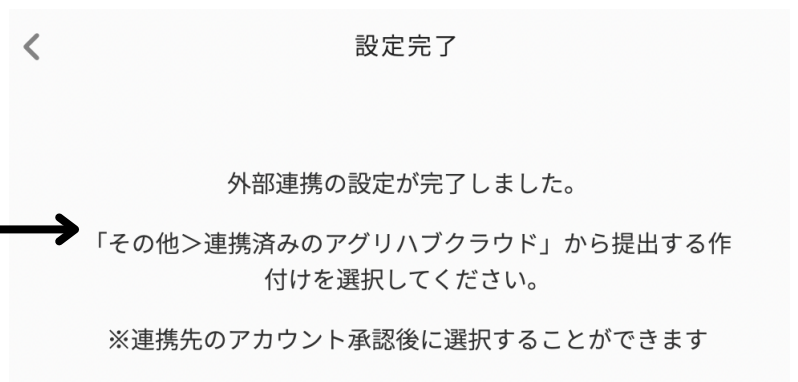 設定完了
外部連携の設定が完了しました。
「その他＞連携済みのアグリハブクラウド」から提出する作
付けを選択してください。
※連携先のアカウント承認後に選択することができます